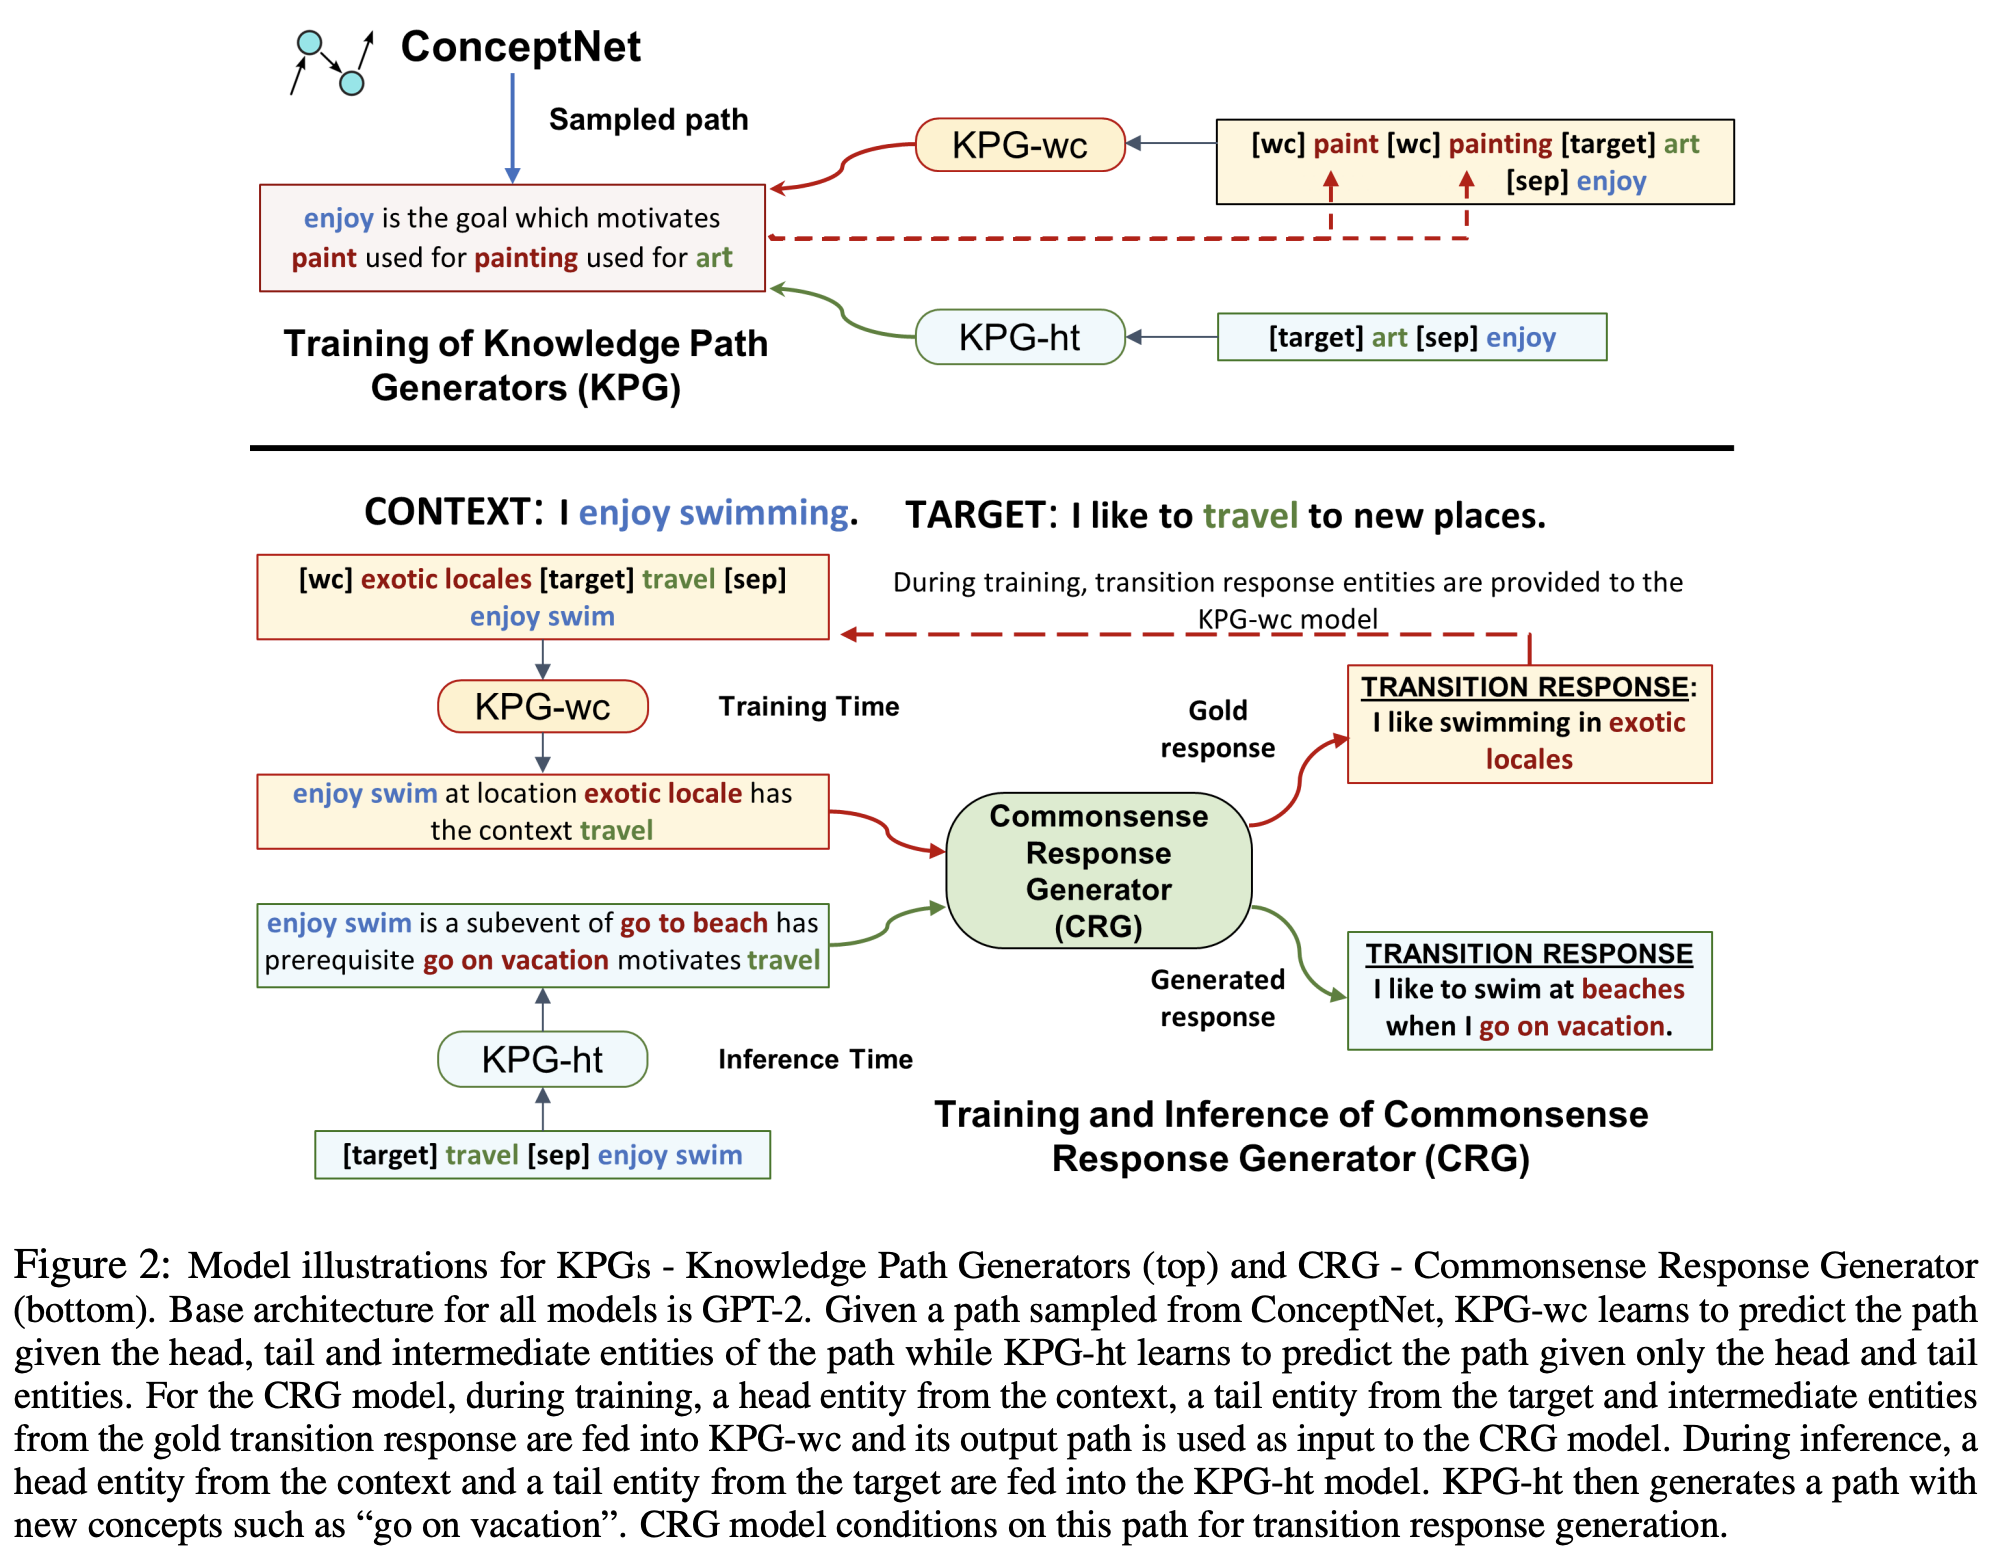 ConceptNet
Sampled path
KPG-wc
[wc] paint [wc] painting [target] art
[sep] enjoy
enjoy is the goal which motivates
paint used for painting used for art
KPG-ht
[target] art [sep] enjoy
Training of Knowledge Path
Generators (KPG)
CONTEXT: I enjoy swimming.
TARGET: I like to travel to new places.
[wc] exotic locales [target] travel [sep]
enjoy swim
During training, transition response entities are provided to the
KPG-wc model
KPG-wc
Training Time
Gold
response
TRANSITION RESPONSE:
I like swimming in exotic
locales
enjoy swim at location exotic locale has
the context travel
Commonsense
Response
Generator
(CRG)
enjoy swim is a subevent of go to beach has
prerequisite go on vacation motivates travel
Generated
response
TRANSITION RESPONSE
I like to swim at beaches
when I go on vacation.
KPG-ht
Inference Time
[target] travel [sep] enjoy swim
Training and Inference of Commonsense
Response Generator (CRG)
Figure 2: Model illustrations for KPGs - Knowledge Path Generators (top) and CRG - Commonsense Response Generator
(bottom). Base architecture for all models is GPT-2. Given a path sampled from ConceptNet, KPG-wc learns to predict the path
given the head, tail and intermediate entities of the path while KPG-ht learns to predict the path given only the head and tail
entities. For the CRG model, during training, a head entity from the context, a tail entity from the target and intermediate entities
from the gold transition response are fed into KPG-wc and its output path is used as input to the CRG model. During inference, a
head entity from the context and a tail entity from the target are fed into the KPG-ht model. KPG-ht then generates a path with
new concepts such as “go on vacation”. CRG model conditions on this path for transition response generation.